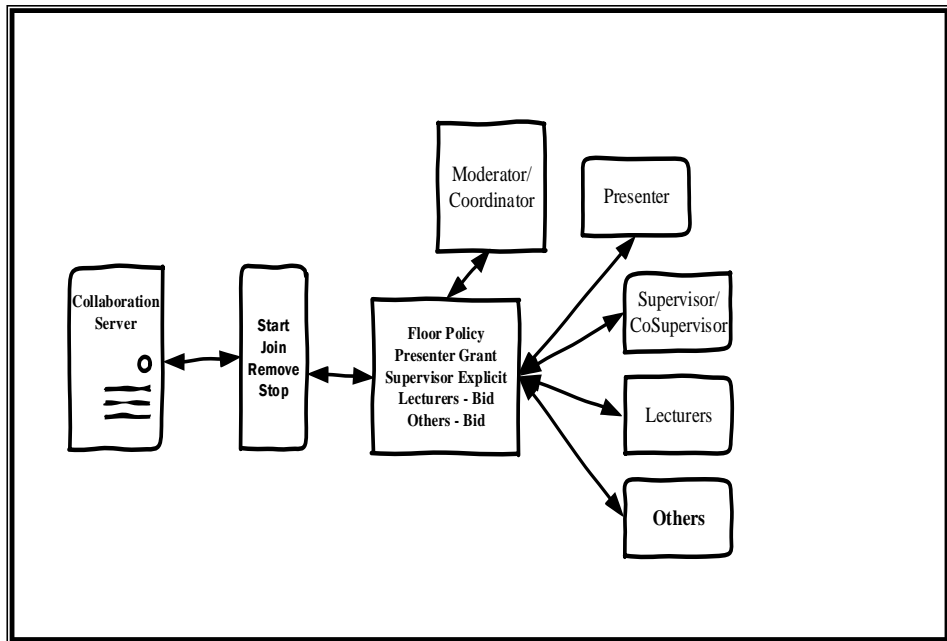 Moderator/
Coordinator
Presenter
Collaboration
Server
Start
Join
Remove
Stop
Floor Policy
Presenter Grant
Supervisor Explicit
Lecturers - Bid
Others - Bid
Supervisor/
CoSupervisor
Lecturers
Others